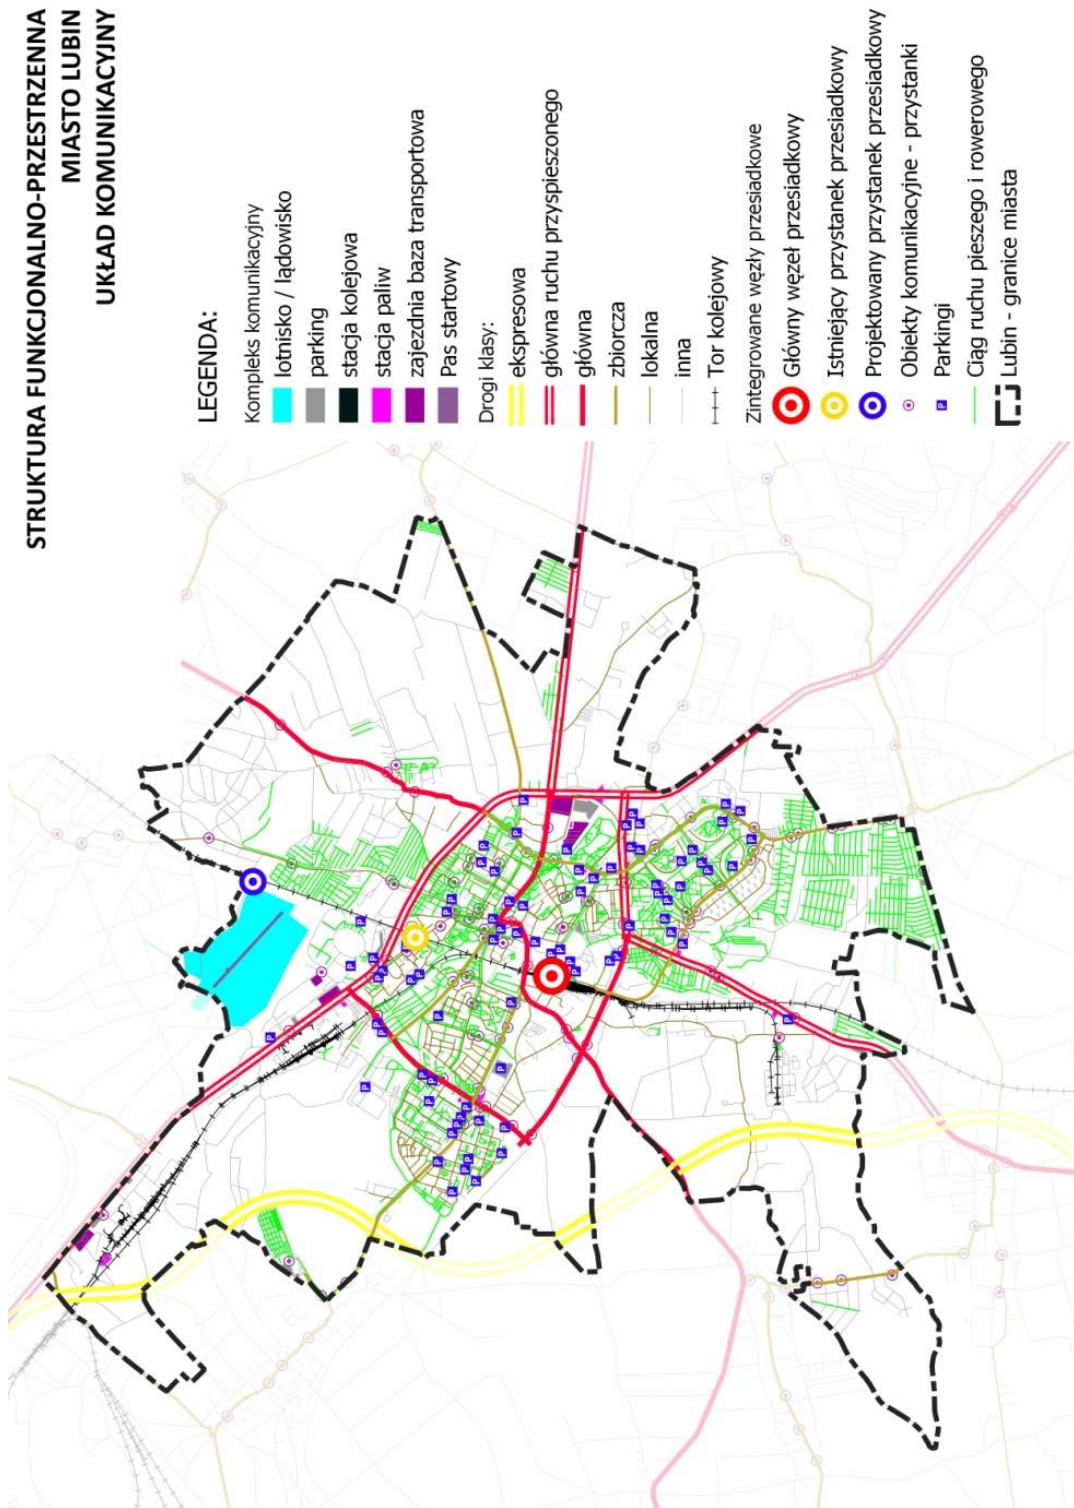 STRUKTURA FUNKCJONALNO-PRZESTRZENNA
MIASTO LUBIN
UKŁAD KOMUNIKACYJNY
LEGENDA:
Kompleks komunikacyjny
lotnisko / lądowisko
parking
stacja kolejowa
stacja paliw
zajezdnia baza transportowa
Pas startowy
Drogi klasy:
ekspresowa
główna ruchu przyspieszonego
główna
zbiorcza
lokalna
inna
Tor kolejowy
Zintegrowane węzły przesiadkowe
Główny węzeł przesiadkowy
Istniejący przystanek przesiadkowy
Projektowany przystanek przesiadkowy
Obiekty komunikacyjne - przystanki
P Parkingi
Ciąg ruchu pieszego i rowerowego
Lubin - granice miasta